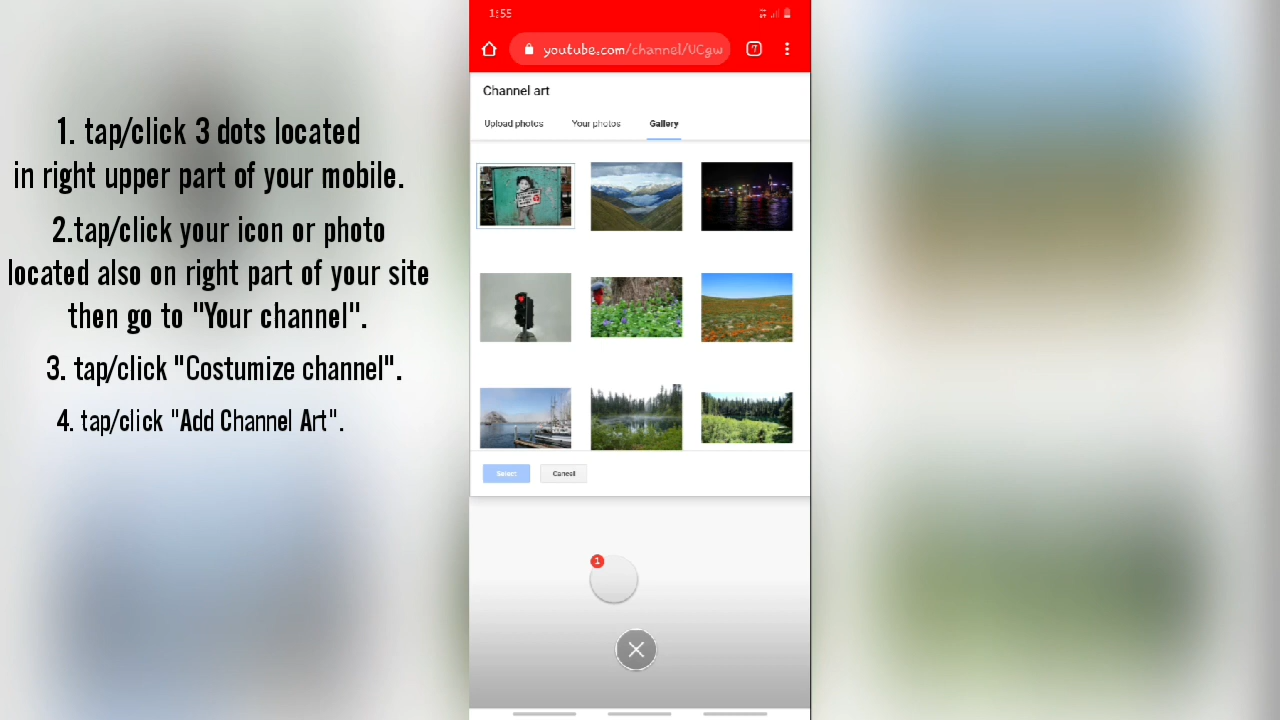 1. tap/click 3 dots located
in right upper part of your mobile.
2.tap/click your icon or photo
located also on right part of your site
then go to "Your channel".
3. tap/click "Costumize channel".
4. tap/click "Add Channel Art".
1:55
youtube.com/channel/UCgw
7
Channel art
Upload photos Your photos Gallery
Select Cancel
1